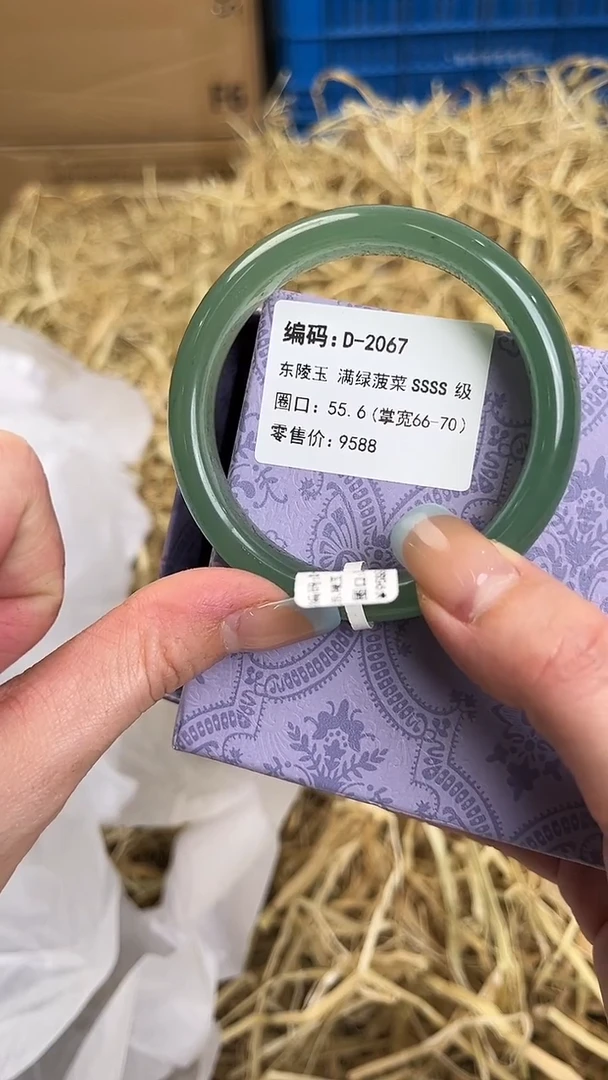 编码：D-2067
东陵玉 满绿菠菜 SSSS 级
圈口：55.6（掌宽66-70）
零售价：9588